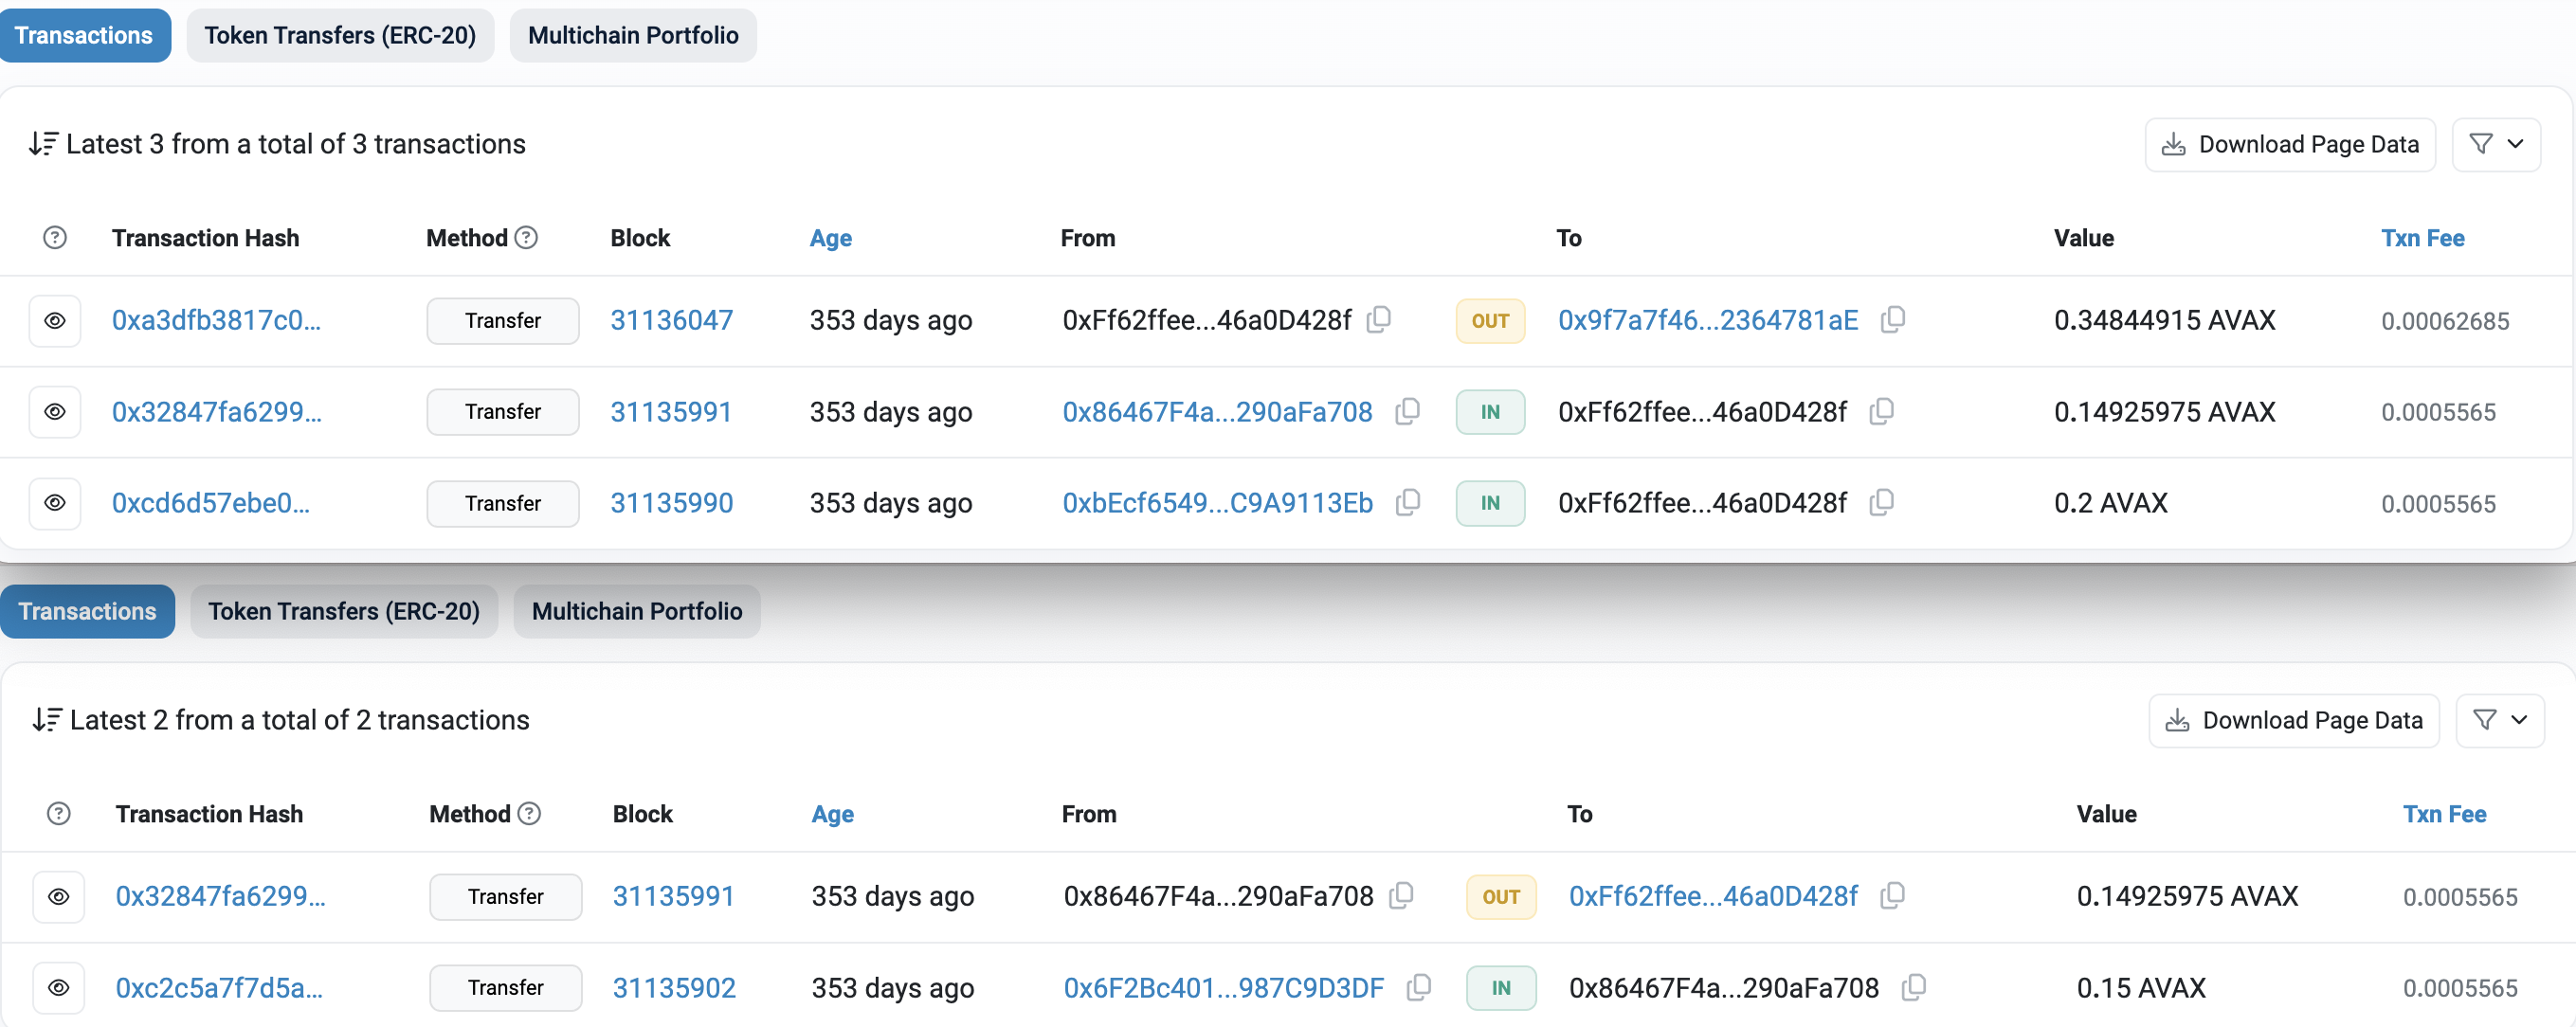 Transactions Token Transfers (ERC-20) Multichain Portfolio
Latest 3 from a total of 3 transactions Download Page Data
Transaction Hash Method Block Age From To Value Txn Fee
0xa3dfb3817c0... Transfer 31136047 353 days ago 0xFf62ffee...46a0D428f OUT 0x9f7a7f46...2364781aE 0.34844915 AVAX 0.00062685
0x32847fa6299... Transfer 31135991 353 days ago 0x86467F4a...290aFa708 IN 0xFf62ffee...46a0D428f 0.14925975 AVAX 0.0005565
0xcd6d57ebe0... Transfer 31135990 353 days ago 0xbEcf6549...C9A9113Eb IN 0xFf62ffee...46a0D428f 0.2 AVAX 0.0005565
Transactions Token Transfers (ERC-20) Multichain Portfolio
Latest 2 from a total of 2 transactions Download Page Data
Transaction Hash Method Block Age From To Value Txn Fee
0x32847fa6299... Transfer 31135991 353 days ago 0x86467F4a...290aFa708 OUT 0xFf62ffee...46a0D428f 0.14925975 AVAX 0.0005565
0xc2c5a7f7d5a... Transfer 31135902 353 days ago 0x6F2Bc401...987C9D3DF IN 0x86467F4a...290aFa708 0.15 AVAX 0.0005565